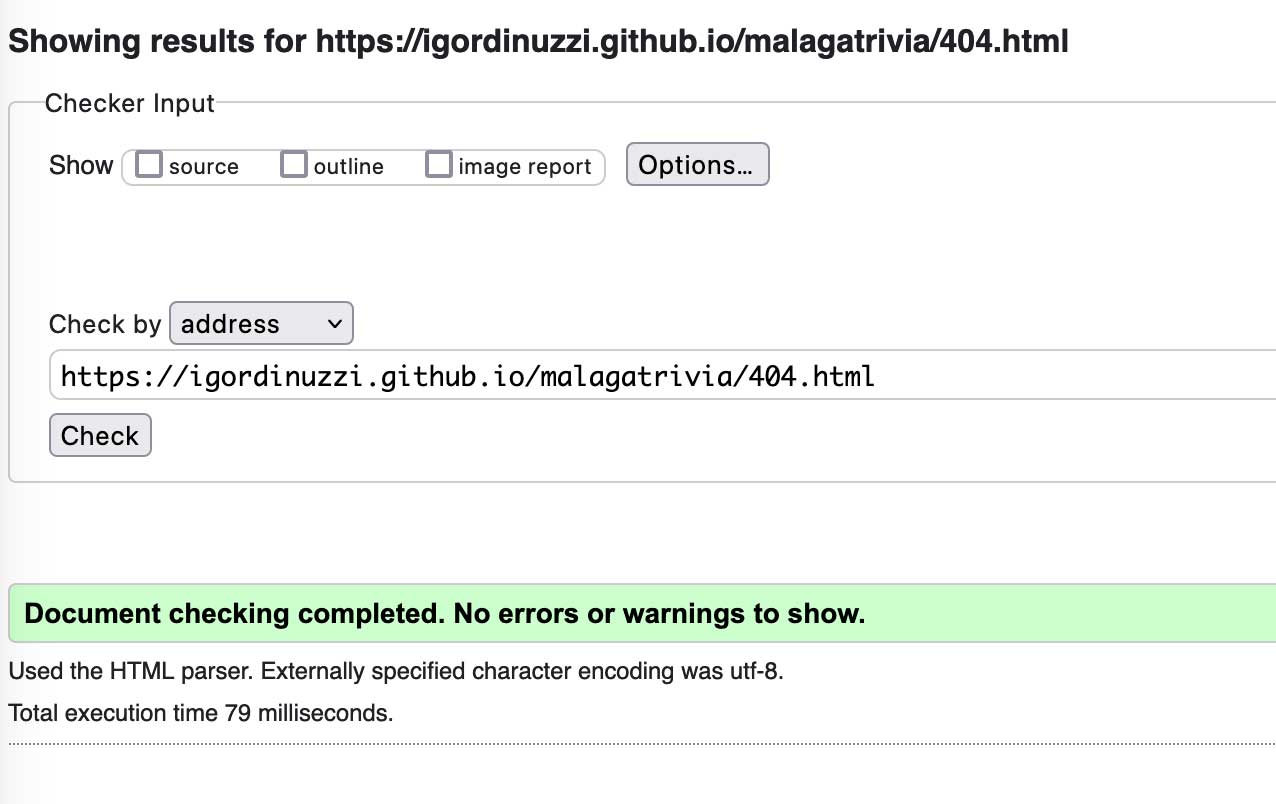 Showing results for https://igordinuzzi.github.io/malagatrivia/404.html
Checker Input
Show source outline image report Options…
Check by address
https://igordinuzzi.github.io/malagatrivia/404.html
Check
Document checking completed. No errors or warnings to show.
Used the HTML parser. Externally specified character encoding was utf-8.
Total execution time 79 milliseconds.